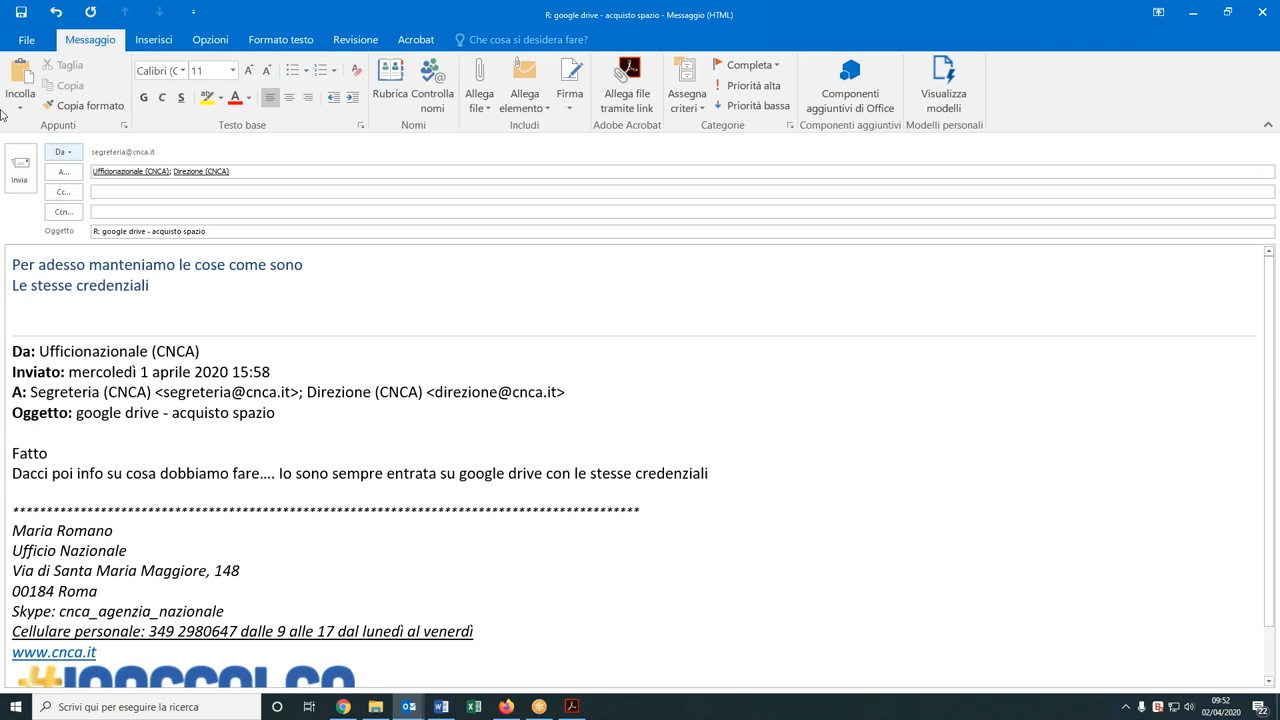 R: google drive - acquisto spazio - Messaggio (HTML)
File Messaggio Inserisci Opzioni Formato testo Revisione Acrobat Che cosa si desidera fare?
Incolla
Taglia
Copia
Copia formato
Appunti
Calibri (C 11
G C S
Testo base
Rubrica
Controlla nomi
Nomi
Allega file
Allega elemento
Firma
Includi
Allega file tramite link
Adobe Acrobat
Assegna criteri
Completa
Priorità alta
Priorità bassa
Categorie
Componenti aggiuntivi di Office
Componenti aggiuntivi
Visualizza modelli
Modelli personali
Invia
Da segreteria@cnca.it
A... Ufficionazionale (CNCA); Direzione (CNCA)
Cc...
Ccn...
Oggetto R: google drive - acquisto spazio
Per adesso manteniamo le cose come sono
Le stesse credenziali
Da: Ufficionazionale (CNCA)
Inviato: mercoledì 1 aprile 2020 15:58
A: Segreteria (CNCA) <segreteria@cnca.it>; Direzione (CNCA) <direzione@cnca.it>
Oggetto: google drive - acquisto spazio
Fatto
Dacci poi info su cosa dobbiamo fare.... Io sono sempre entrata su google drive con le stesse credenziali
Maria Romano
Ufficio Nazionale
Via di Santa Maria Maggiore, 148
00184 Roma
Skype: cnca_agenzia_nazionale
Cellulare personale: 349 2980647 dalle 9 alle 17 dal lunedì al venerdì
www.cnca.it
Scrivi qui per eseguire la ricerca
09:52
02/04/2020
22